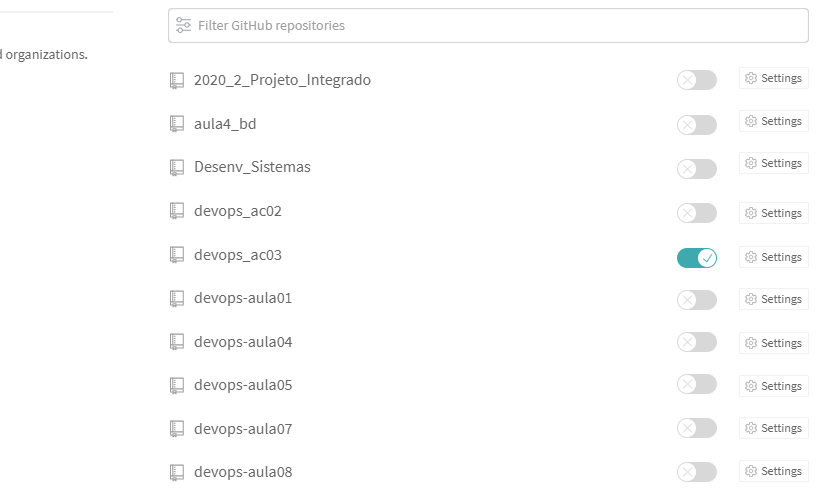 Filter GitHub repositories
d organizations.
2020_2_Projeto_Integrado Settings
aula4_bd Settings
Desenv_Sistemas Settings
devops_ac02 Settings
devops_ac03 Settings
devops-aula01 Settings
devops-aula04 Settings
devops-aula05 Settings
devops-aula07 Settings
devops-aula08 Settings